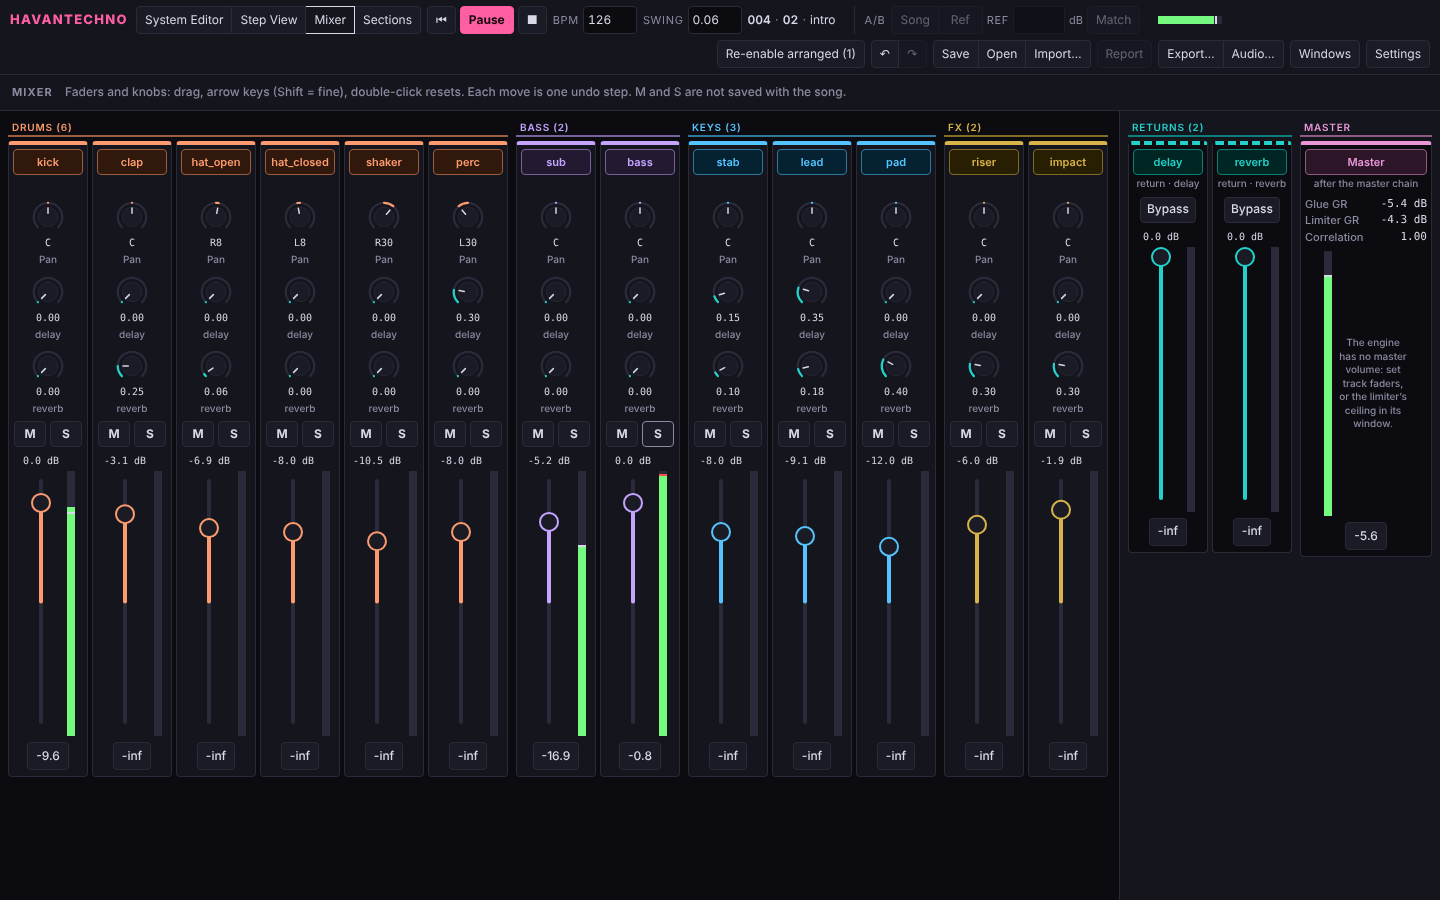 HAVANTECHNO System Editor Step View Mixer Sections ⏮ Pause ■ BPM 126 SWING 0.06 004 · 02 · intro A/B Song Ref REF dB Match
Re-enable arranged (1) ↶ ↷ Save Open Import... Report Export... Audio... Windows Settings
MIXER Faders and knobs: drag, arrow keys (Shift = fine), double-click resets. Each move is one undo step. M and S are not saved with the song.
DRUMS (6) BASS (2) KEYS (3) FX (2) RETURNS (2) MASTER
kick clap hat_open hat_closed shaker perc sub bass stab lead pad riser impact delay reverb Master
return · delay return · reverb after the master chain
Bypass Bypass
Glue GR -5.4 dB
Limiter GR -4.3 dB
Correlation 1.00
0.0 dB 0.0 dB
C C R8 L8 R30 L30 C C C C C C C
Pan Pan Pan Pan Pan Pan Pan Pan Pan Pan Pan Pan Pan
0.00 0.00 0.00 0.00 0.00 0.30 0.00 0.00 0.15 0.35 0.00 0.00 0.00
delay delay delay delay delay delay delay delay delay delay delay delay delay
0.00 0.25 0.06 0.00 0.00 0.00 0.00 0.00 0.10 0.18 0.40 0.30 0.30
reverb reverb reverb reverb reverb reverb reverb reverb reverb reverb reverb reverb reverb
M S M S M S M S M S M S M S M S M S M S M S M S M S
0.0 dB -3.1 dB -6.9 dB -8.0 dB -10.5 dB -8.0 dB -5.2 dB 0.0 dB -8.0 dB -9.1 dB -12.0 dB -6.0 dB -1.9 dB
The engine
has no master
volume: set
track faders,
or the limiter's
ceiling in its
window.
-inf -inf -5.6
-9.6 -inf -inf -inf -inf -inf -16.9 -0.8 -inf -inf -inf -inf -inf